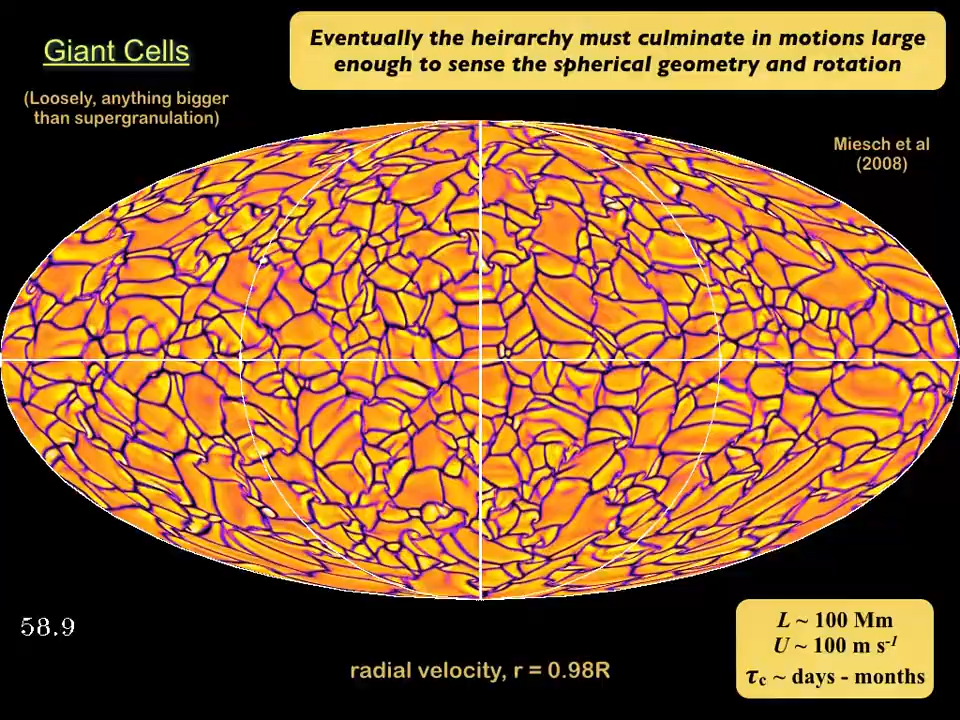 Giant Cells
(Loosely, anything bigger
than supergranulation)
Eventually the heirarchy must culminate in motions large
enough to sense the spherical geometry and rotation
Miesch et al
(2008)
58.9
radial velocity, r = 0.98R
L ~ 100 Mm
U ~ 100 m s-1
τc ~ days - months